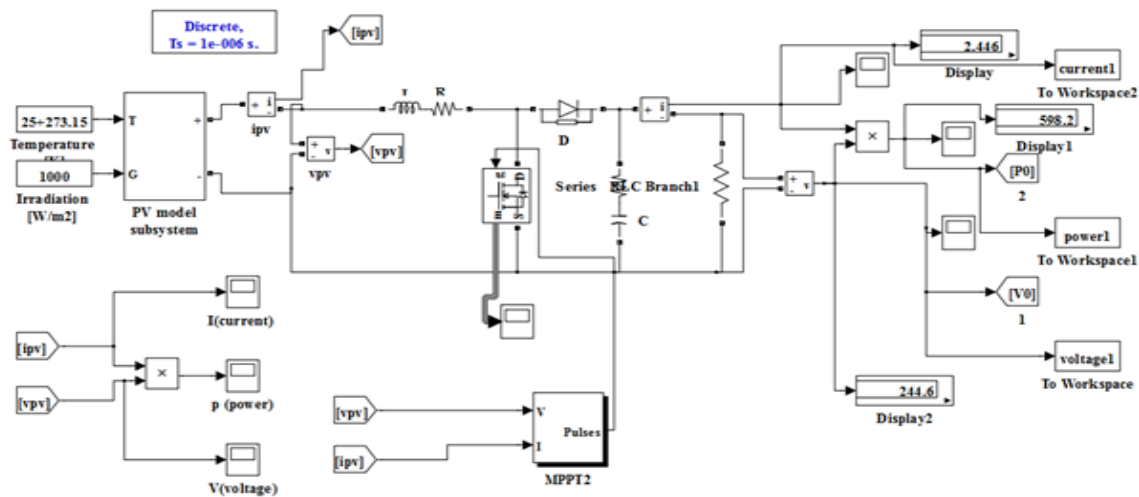 Discrete,
Ts = 1e-006 s.
[ipv]
2.446
Display
current1
To Workspace2
25+273.15
Temperature
T
G
+
-
1000
Irradiation
[W/m2]
PV model
subsystem
+
-
i
ipv
+
-
v
vpv
[vpv]
R
D
g
D
m
S
Series RLC Branch1
C
+
-
i
×
598.2
Display1
[P0]
2
+
-
v
power1
To Workspace1
[V0]
1
voltage1
To Workspace
244.6
Display2
I(current)
[ipv]
×
[vpv]
p (power)
V(voltage)
[vpv]
[ipv]
V
I
Pulses
MPPT2